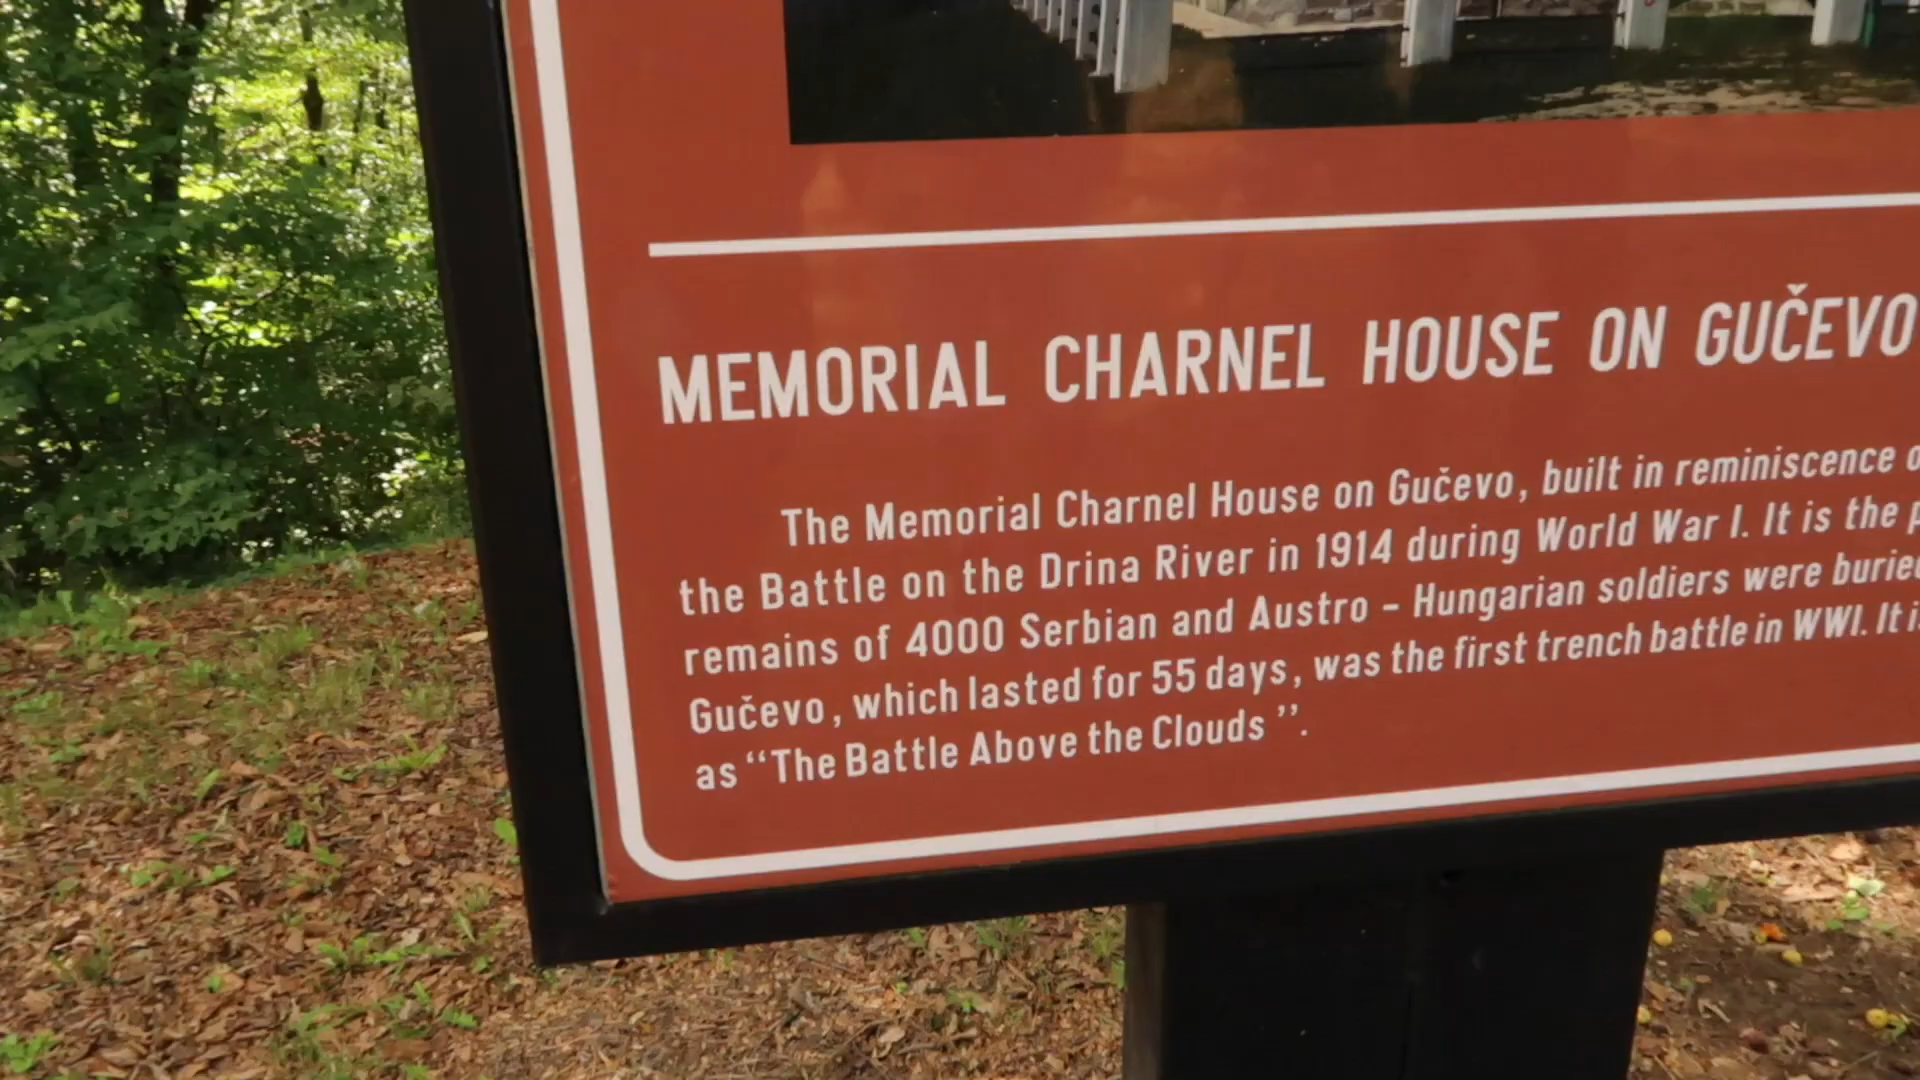 MEMORIAL CHARNEL HOUSE ON GUČEVO
The Memorial Charnel House on Gučevo, built in reminiscence
the Battle on the Drina River in 1914 during World War I. It is the
remains of 4000 Serbian and Austro - Hungarian soldiers were
Gučevo, which lasted for 55 days, was the first trench battle in WWI. It
as “The Battle Above the Clouds ”.